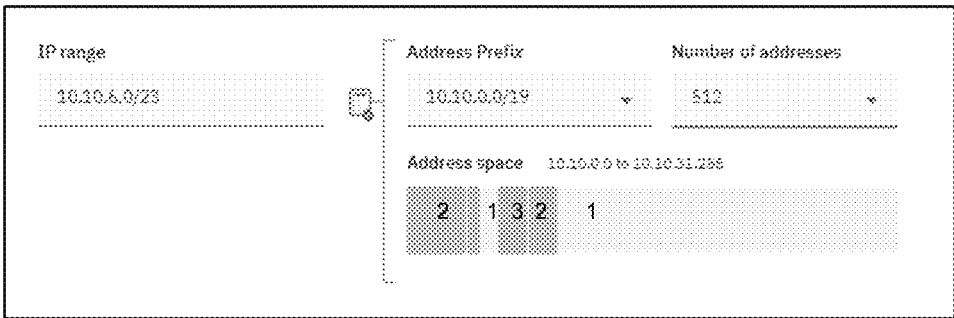 IP range
10.10.6.0/23
Address Prefix
10.10.0.0/19
Number of addresses
512
Address space 10.10.0.0 to 10.10.31.255
2 1 3 2 1